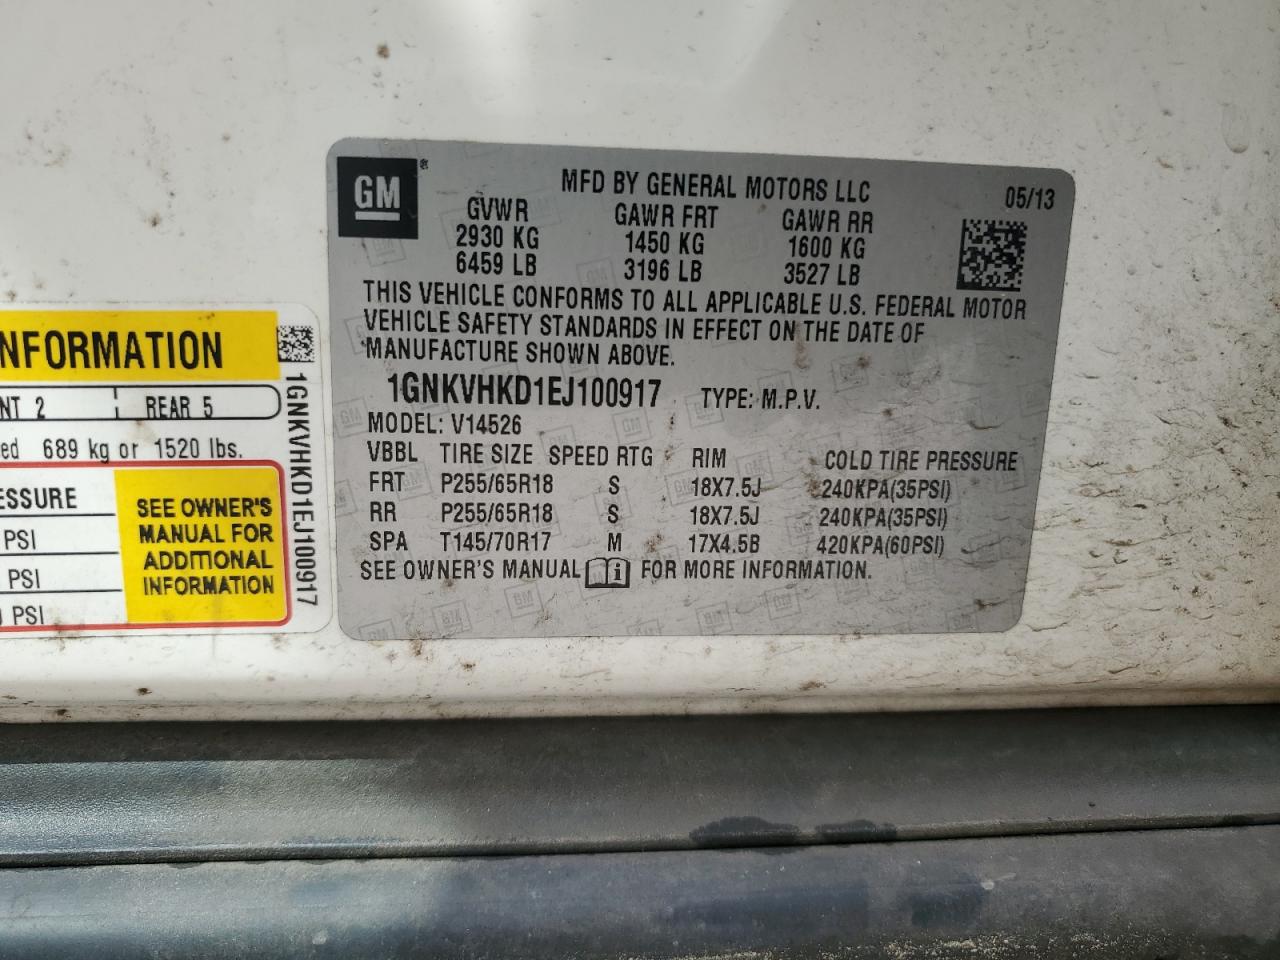 GM®
MFD BY GENERAL MOTORS LLC 05/13
GVWR GAWR FRT GAWR RR
2930 KG 1450 KG 1600 KG
6459 LB 3196 LB 3527 LB
THIS VEHICLE CONFORMS TO ALL APPLICABLE U.S. FEDERAL MOTOR
VEHICLE SAFETY STANDARDS IN EFFECT ON THE DATE OF
MANUFACTURE SHOWN ABOVE.
1GNKVHKD1EJ100917 TYPE: M.P.V.
MODEL: V14526
VBBL TIRE SIZE SPEED RTG RIM COLD TIRE PRESSURE
FRT P255/65R18 S 18X7.5J 240KPA(35PSI)
RR P255/65R18 S 18X7.5J 240KPA(35PSI)
SPA T145/70R17 M 17X4.5B 420KPA(60PSI)
SEE OWNER'S MANUAL i FOR MORE INFORMATION.
NFORMATION
NT 2 REAR 5
ed 689 kg or 1520 lbs.
ESSURE
PSI
PSI
PSI
SEE OWNER'S
MANUAL FOR
ADDITIONAL
INFORMATION
1GNKVHKD1EJ100917